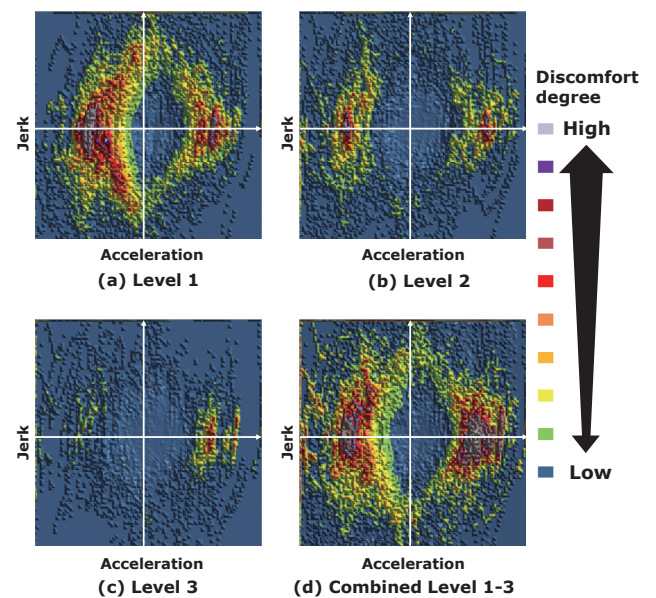 Jerk
Acceleration
(a) Level 1
Jerk
Acceleration
(b) Level 2
Discomfort
degree
High
Low
Jerk
Acceleration
(c) Level 3
Jerk
Acceleration
(d) Combined Level 1-3